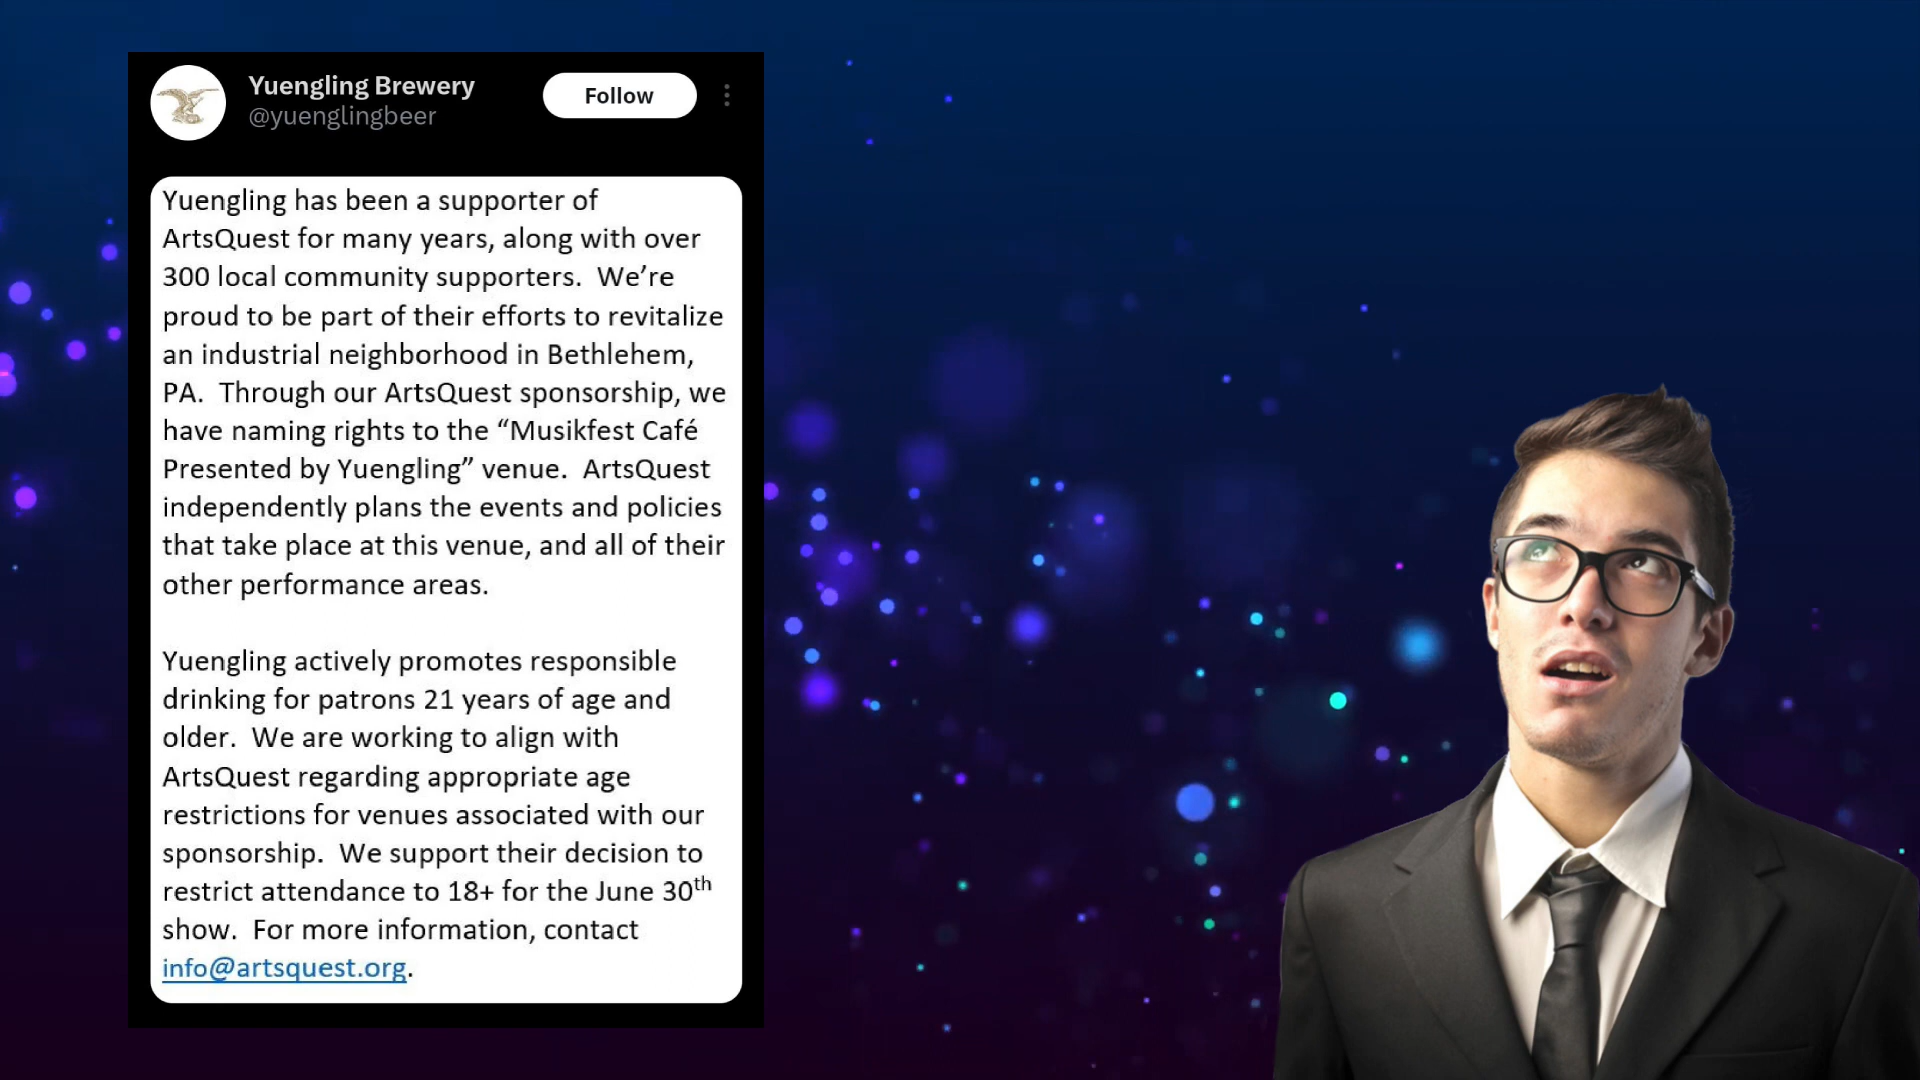 Yuengling Brewery
@yuenglingbeer
Follow
Yuengling has been a supporter of
ArtsQuest for many years, along with over
300 local community supporters.  We’re
proud to be part of their efforts to revitalize
an industrial neighborhood in Bethlehem,
PA.  Through our ArtsQuest sponsorship, we
have naming rights to the “Musikfest Café
Presented by Yuengling” venue.  ArtsQuest
independently plans the events and policies
that take place at this venue, and all of their
other performance areas.
Yuengling actively promotes responsible
drinking for patrons 21 years of age and
older.  We are working to align with
ArtsQuest regarding appropriate age
restrictions for venues associated with our
sponsorship.  We support their decision to
restrict attendance to 18+ for the June 30th
show.  For more information, contact
info@artsquest.org.